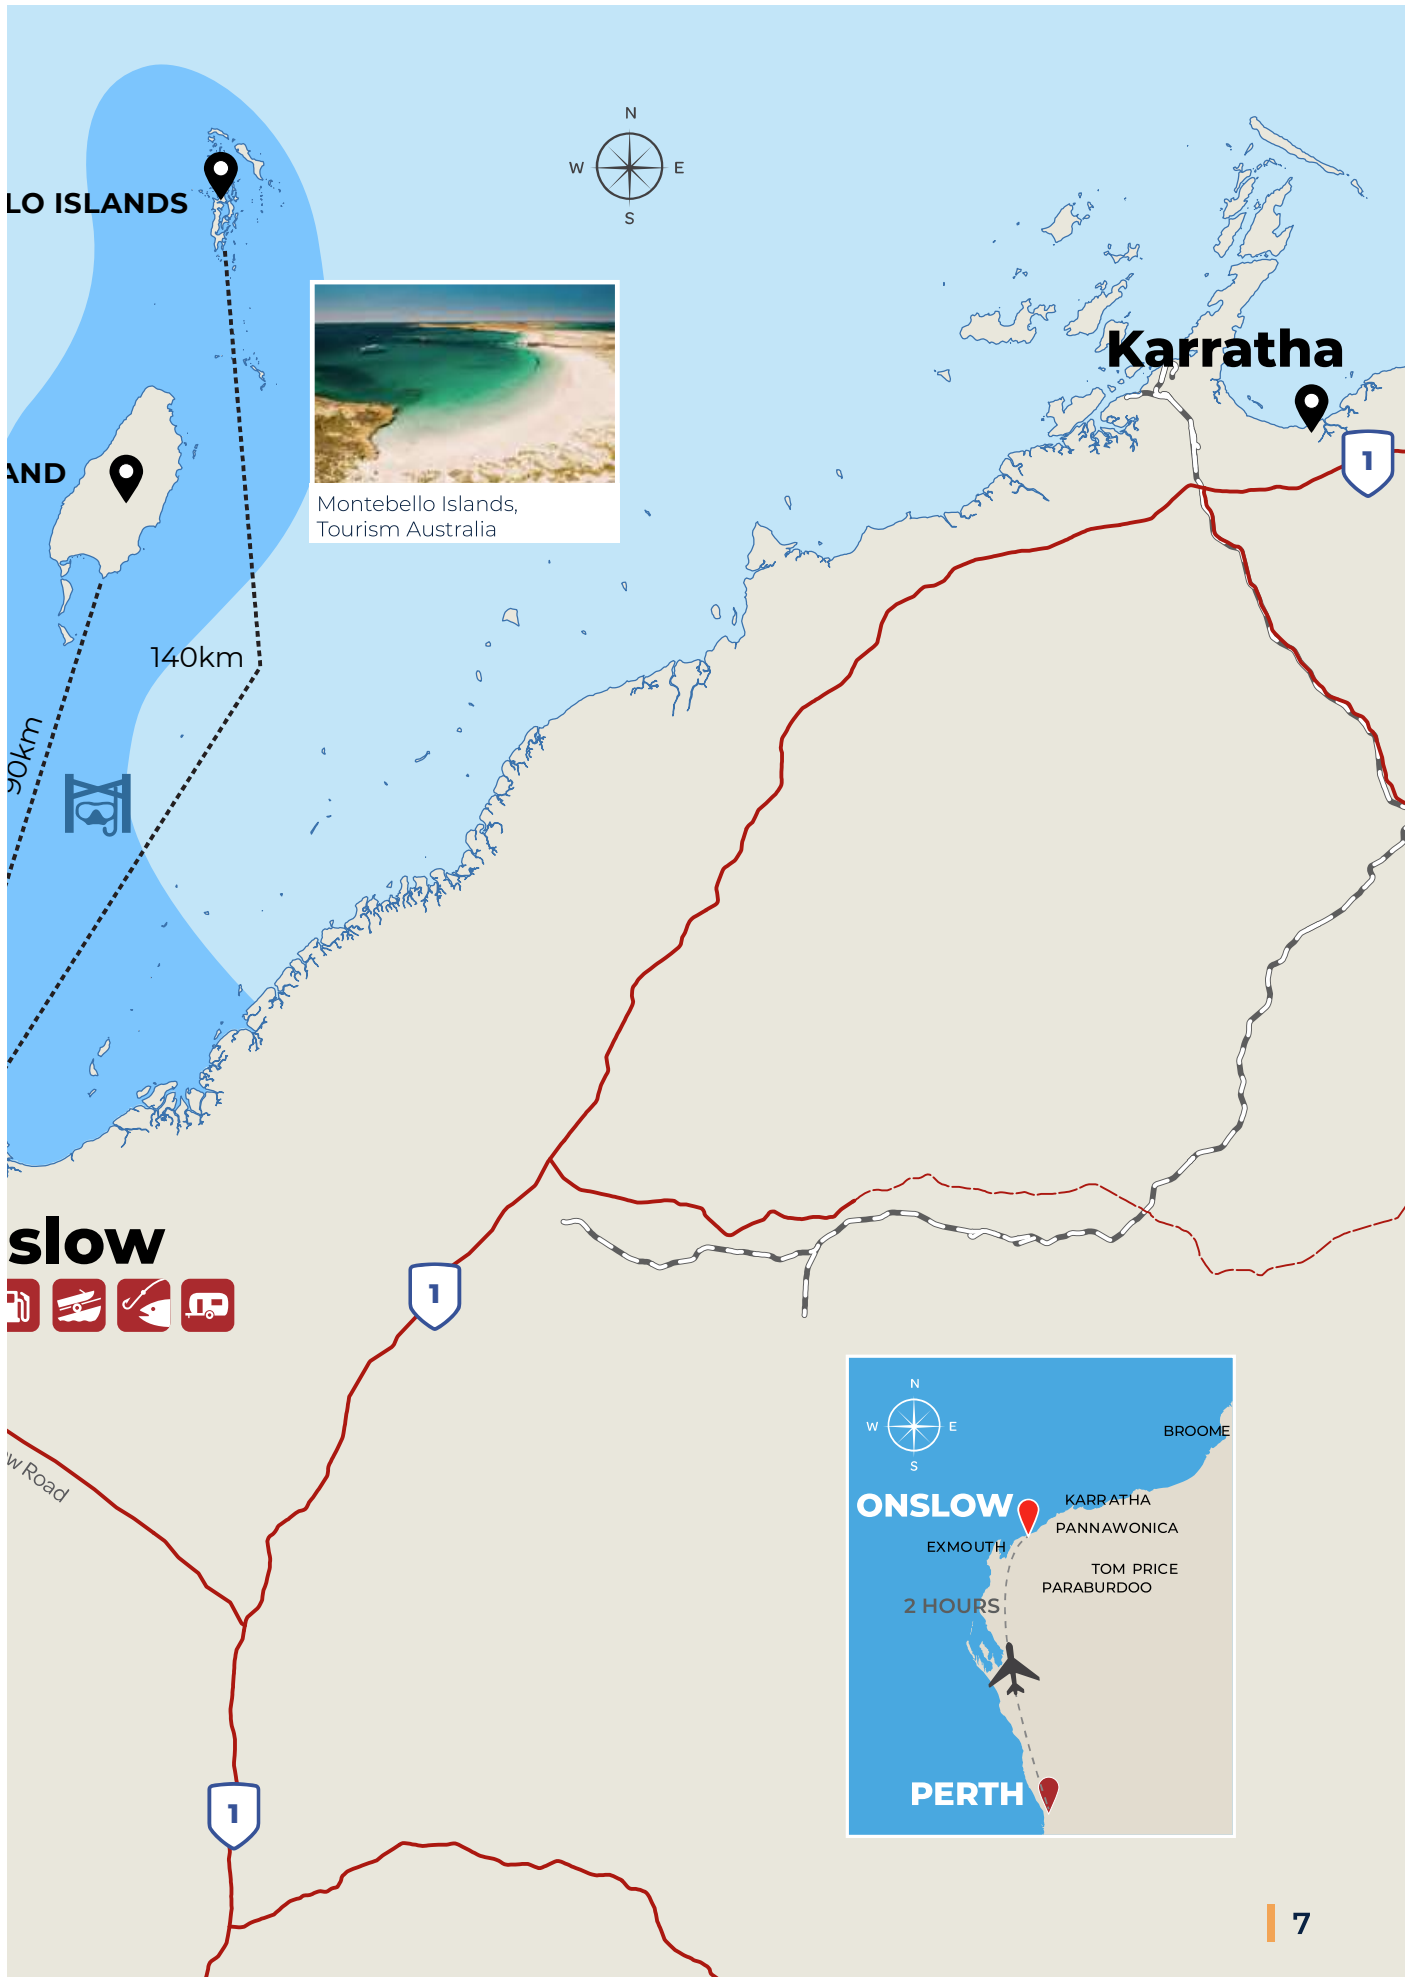 N
W E
S
LO ISLANDS
Karratha
1
AND
Montebello Islands,
Tourism Australia
140km
90km
slow
1
w Road
N
W E
S
BROOME
ONSLOW
KARRATHA
PANNAWONICA
EXMOUTH
TOM PRICE
PARABURDOO
2 HOURS
PERTH
1
7